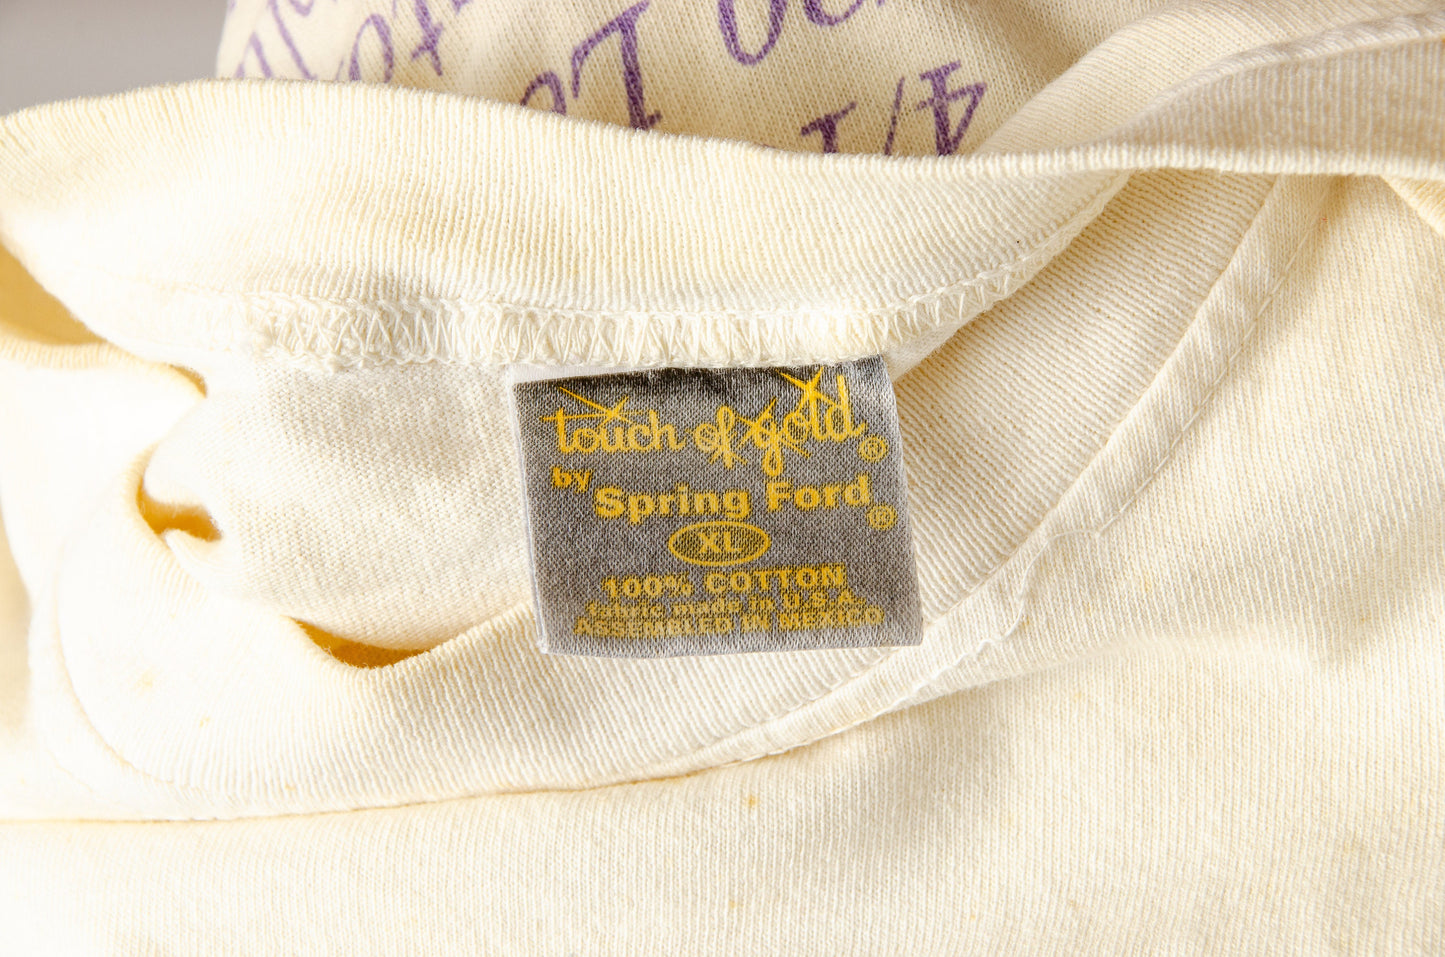 touch of gold®
by
Spring Ford®
XL
100% COTTON
fabric made in U.S.A
ASSEMBLED IN MEXICO